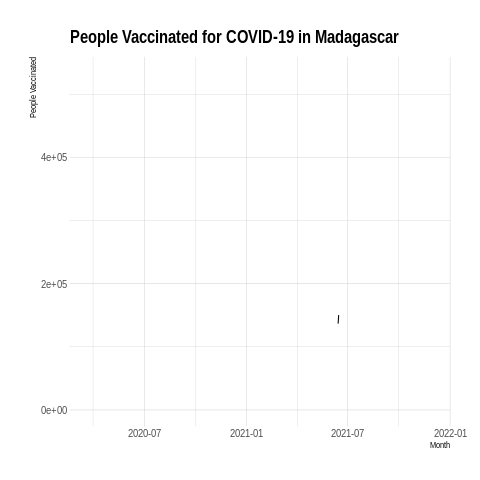 People Vaccinated for COVID-19 in Madagascar
People Vaccinated
4e+05
2e+05
0e+00
2020-07 2021-01 2021-07 2022-01
Month